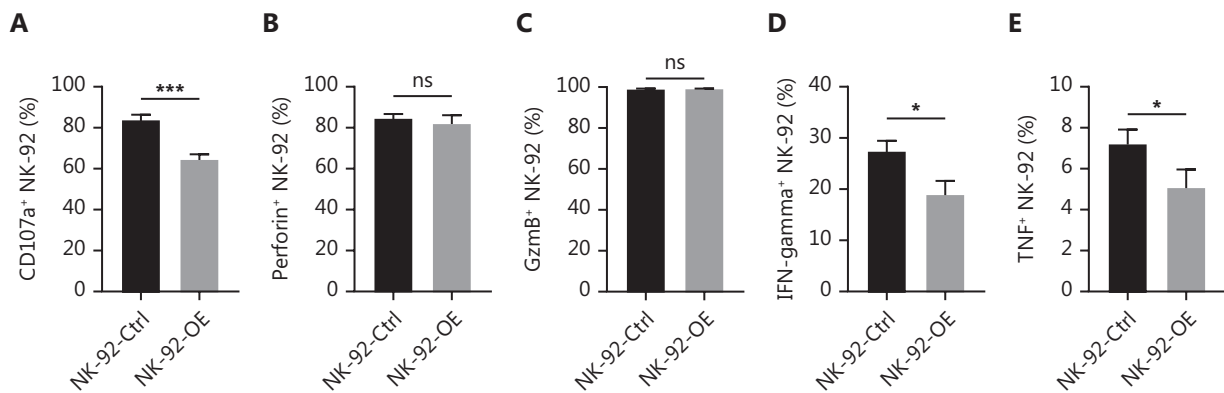 A
CD107a⁺ NK-92 (%)
100
80
60
40
80
20
0
***
NK-92-Ctrl
NK-92-OE
B
Perforin⁺ NK-92 (%)
100
80
60
40
80
20
0
ns
NK-92-Ctrl
NK-92-OE
C
GzmB⁺ NK-92 (%)
100
80
60
40
80
20
0
ns
NK-92-Ctrl
NK-92-OE
D
IFN-gamma⁺ NK-92 (%)
40
30
20
10
0
*
NK-92-Ctrl
NK-92-OE
E
TNF⁺ NK-92 (%)
10
8
6
4
2
0
*
NK-92-Ctrl
NK-92-OE